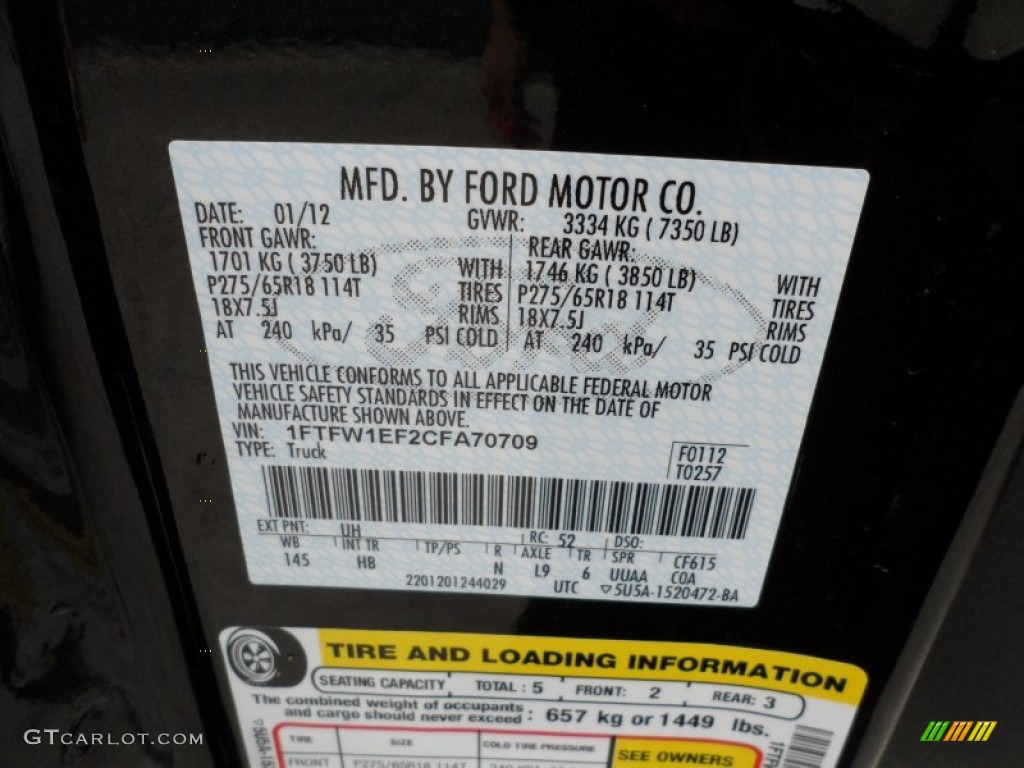 MFD. BY FORD MOTOR CO.
DATE: 01/12 GVWR: 3334 KG ( 7350 LB)
FRONT GAWR: REAR GAWR:
1701 KG ( 3750 LB) WITH 1746 KG ( 3850 LB) WITH
P275/65R18 114T TIRES P275/65R18 114T TIRES
18X7.5J RIMS 18X7.5J RIMS
AT 240 kPa/ 35 PSI COLD AT 240 kPa/ 35 PSI COLD
THIS VEHICLE CONFORMS TO ALL APPLICABLE FEDERAL MOTOR
VEHICLE SAFETY STANDARDS IN EFFECT ON THE DATE OF
MANUFACTURE SHOWN ABOVE.
VIN: 1FTFW1EF2CFA70709
TYPE: Truck
F0112
T0257
EXT PNT: UH RC: 52 DSO:
WB INT TR TP/PS R AXLE TR SPR CF615
145 HB N L9 6 UUAA COA
2201201244029 UTC ▽5U5A-1520472-BA
TIRE AND LOADING INFORMATION
SEATING CAPACITY TOTAL : 5 FRONT: 2 REAR: 3
The combined weight of occupants
and cargo should never exceed : 657 kg or 1449 lbs.
TIRE SIZE COLD TIRE PRESSURE SEE OWNERS
FRONT P275/65R18 114T
GTCarLot.com